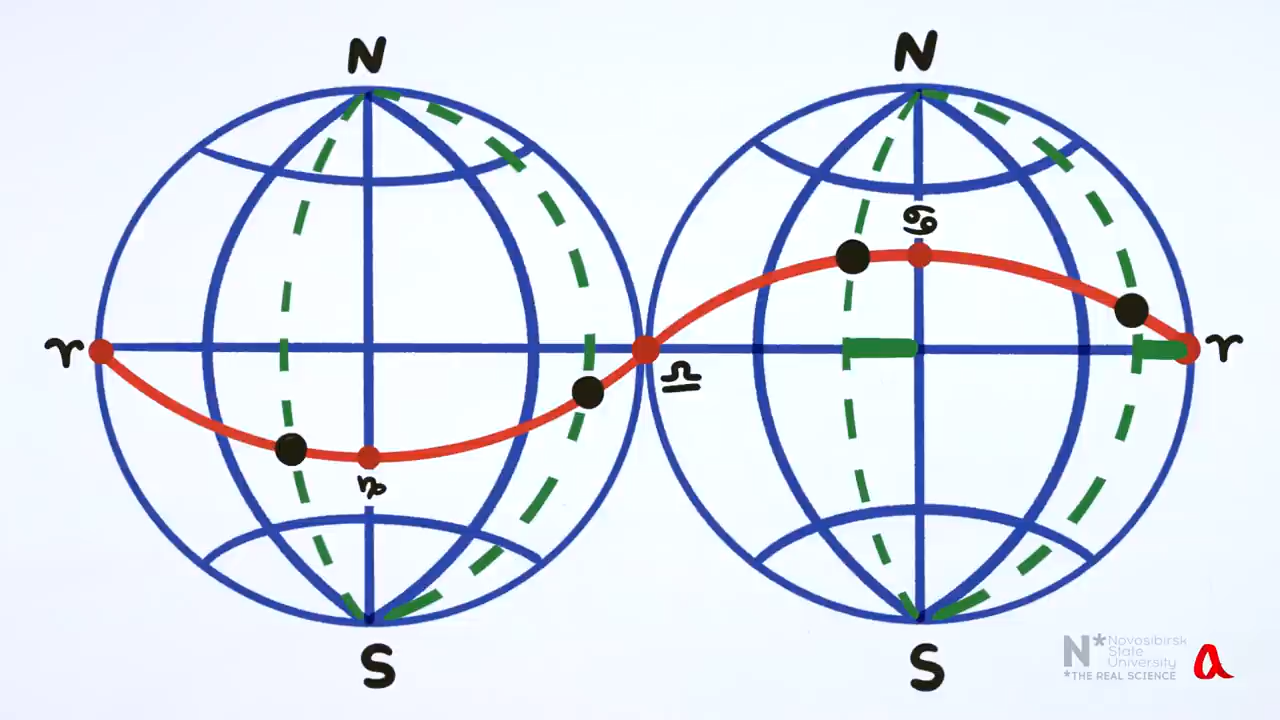 N
N
♋
♈
♎
♈
♑
S
S
N*
Novosibirsk
State
University
*THE REAL SCIENCE
a